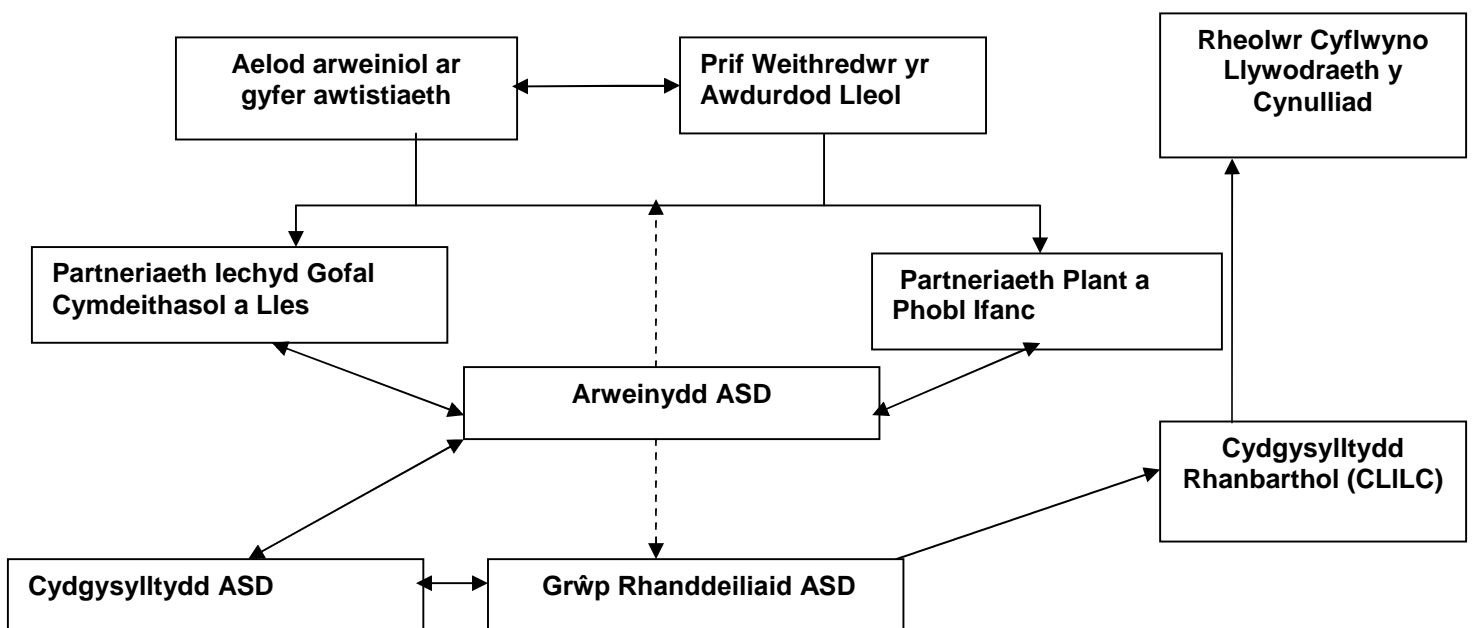 Aelod arweiniol ar
gyfer awtistiaeth
Prif Weithredwr yr
Awdurdod Lleol
Rheolwr Cyflwyno
Llywodraeth y
Cynulliad
Partneriaeth Iechyd Gofal
Cymdeithasol a Lles
Partneriaeth Plant a
Phobl Ifanc
Arweinydd ASD
Cydgysylltydd
Rhanbarthol (CLILC)
Cydgysylltydd ASD
Grŵp Rhanddeiliaid ASD